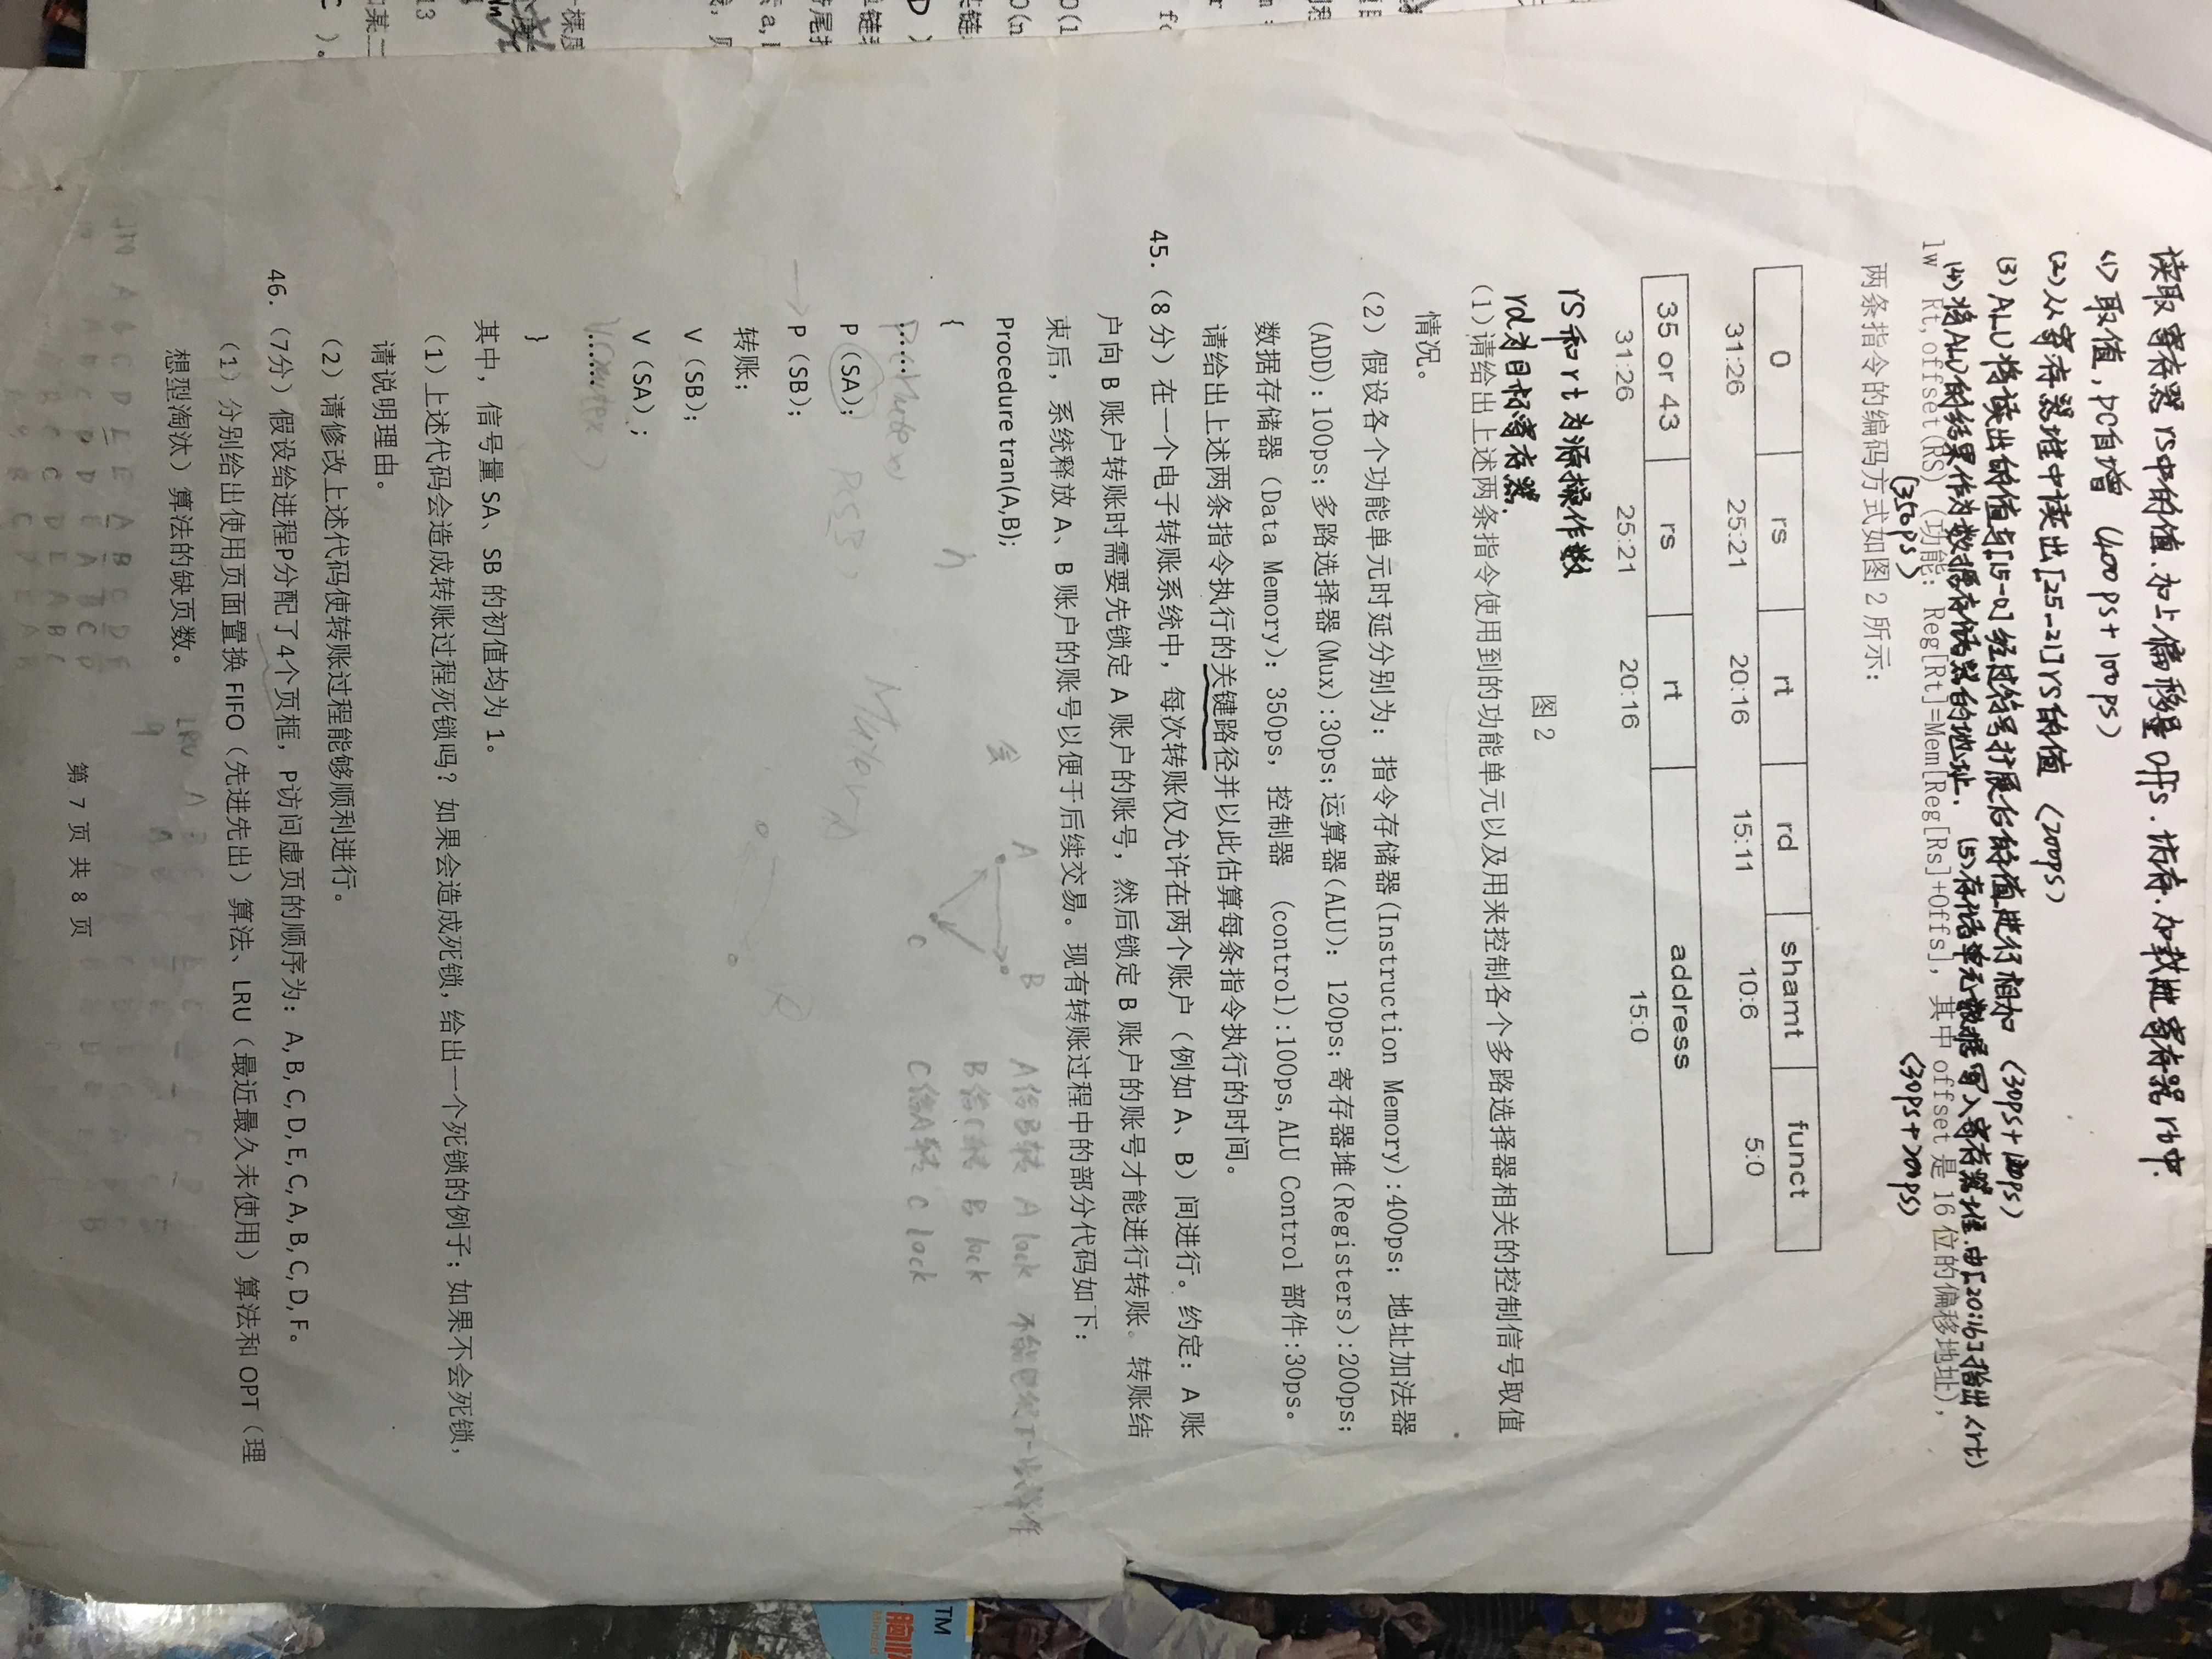 读取寄存器rs中的值.加上偏移量offs.访存.加载进寄存器rt中.
(1)取值,PC自增 (400ps+100ps)
(2)从寄存器堆中读出[25-21]rs的值 (200ps)
(3)ALU将读出的值与[15-0]经过符号扩展后的值进行相加 (30ps+120ps)
(4)将ALU的结果作为数据存储器的地址. (5)存储单元数据写入寄存器堆.由[20:16]指出(rt)
lw Rt,offset(RS) (功能: Reg[Rt]=Mem[Reg[Rs]+Offs], 其中 offset 是 16 位的偏移地址),
(350ps) (30ps+200ps)
两条指令的编码方式如图 2 所示:
0 rs rt rd shamt funct
31:26 25:21 20:16 15:11 10:6 5:0
35 or 43 rs rt address
31:26 25:21 20:16 15:0
rs和rt为源操作数
图 2
rd为目标寄存器.
(1)请给出上述两条指令使用到的功能单元以及用来控制各个多路选择器相关的控制信号取值
情况。
(2) 假设各个功能单元时延分别为: 指令存储器(Instruction Memory):400ps; 地址加法器
(ADD): 100ps; 多路选择器(Mux):30ps;运算器(ALU): 120ps; 寄存器堆(Registers):200ps;
数据存储器 (Data Memory): 350ps, 控制器 (control):100ps, ALU Control 部件:30ps。
请给出上述两条指令执行的关键路径并以此估算每条指令执行的时间。
45. (8 分) 在一个电子转账系统中, 每次转账仅允许在两个账户 (例如 A、B) 间进行。约定: A 账
户向 B 账户转账时需要先锁定 A 账户的账号, 然后锁定 B 账户的账号才能进行转账。转账结
束后, 系统释放 A、B 账户的账号以便于后续交易。现有转账过程中的部分代码如下:
A B A给B转 A lock
Procedure tran(A,B);
会
B给C转 B lock
{
C C给A转 C lock
P(Mutex)
……
P (SA); P(SB)
P (SB);
转账;
V (SB);
V (SA) ;
V(mutex)
……
}
其中, 信号量 SA、SB 的初值均为 1。
(1) 上述代码会造成转账过程死锁吗? 如果会造成死锁, 给出一个死锁的例子; 如果不会死锁,
请说明理由。
(2) 请修改上述代码使转账过程能够顺利进行。
46. (7分) 假设给进程P分配了4个页框, P访问虚页的顺序为: A, B, C, D, E, C, A, B, C, D, F。
(1) 分别给出使用页面置换 FIFO (先进先出) 算法、LRU (最近最久未使用) 算法和 OPT (理
想型淘汰) 算法的缺页数。
LRU
9
第 7 页 共 8 页